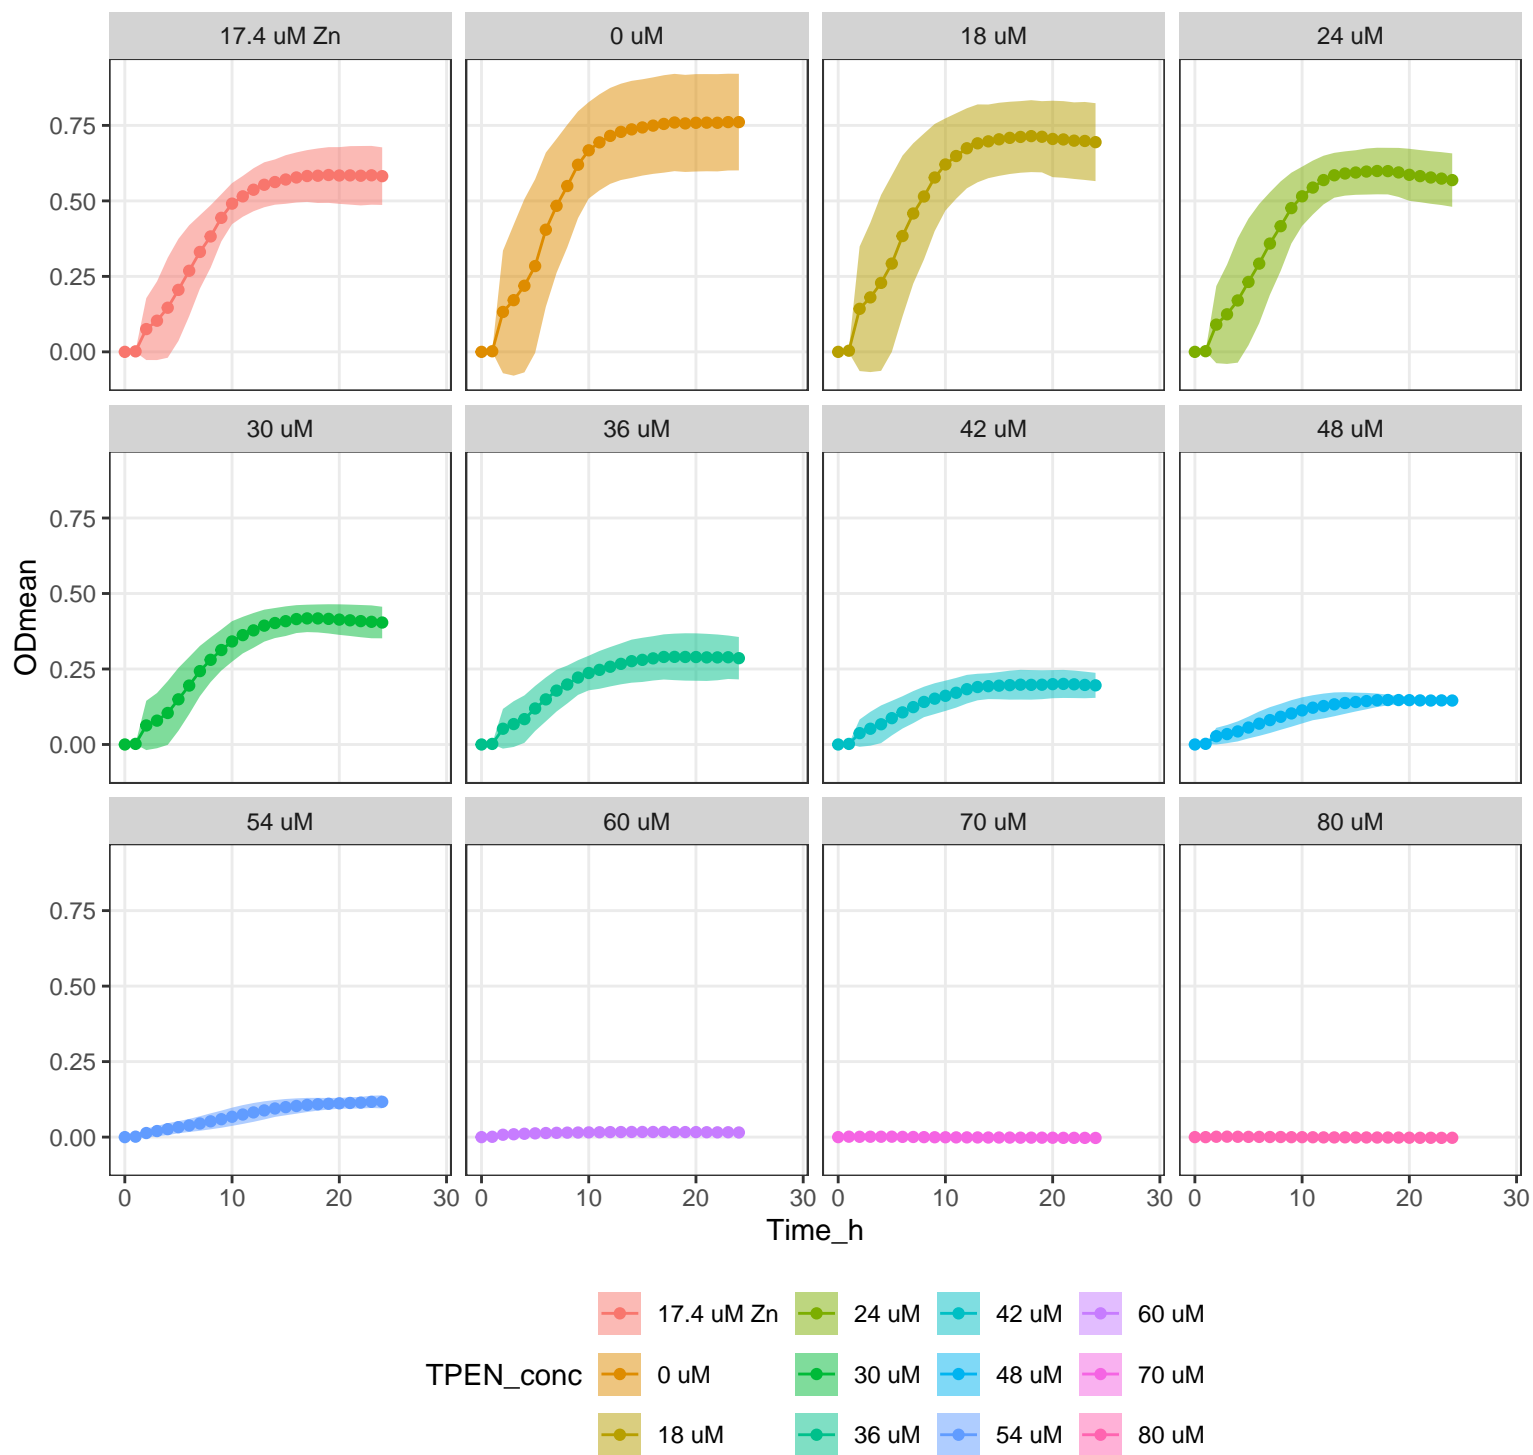 17.4 uM Zn 0 uM 18 uM 24 uM
0.75
0.50
0.25
0.00
30 uM 36 uM 42 uM 48 uM
0.75
0.50
0.25
0.00
ODmean
54 uM 60 uM 70 uM 80 uM
0.75
0.50
0.25
0.00
0 10 20 30 0 10 20 30 0 10 20 30 0 10 20 30
Time_h
TPEN_conc
17.4 uM Zn 24 uM 42 uM 60 uM
0 uM 30 uM 48 uM 70 uM
18 uM 36 uM 54 uM 80 uM